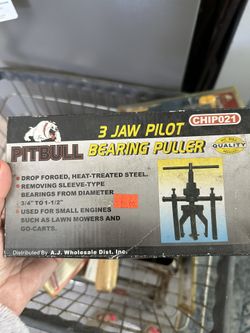 CHIP021
3 JAW PILOT
PITBULL BEARING PULLER
QUALITY
• DROP FORGED, HEAT-TREATED STEEL.
• REMOVING SLEEVE-TYPE
BEARINGS FROM DIAMETER
3/4" TO 1-1/2"
• USED FOR SMALL ENGINES
SUCH AS LAWN MOWERS AND
GO-CARTS.
Distributed By A.J. Wholesale Dist. Inc.